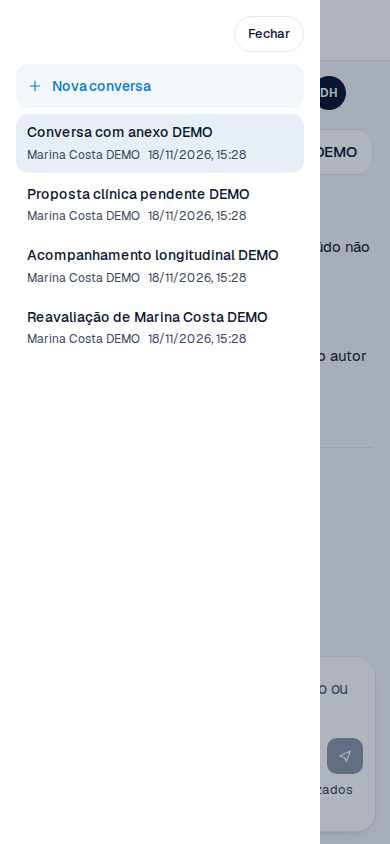 Fechar
Nova conversa
DH
Conversa com anexo DEMO
Marina Costa DEMO 18/11/2026, 15:28
DEMO
Proposta clínica pendente DEMO
Marina Costa DEMO 18/11/2026, 15:28
não
Acompanhamento longitudinal DEMO
Marina Costa DEMO 18/11/2026, 15:28
Reavaliação de Marina Costa DEMO
Marina Costa DEMO 18/11/2026, 15:28
autor
ou